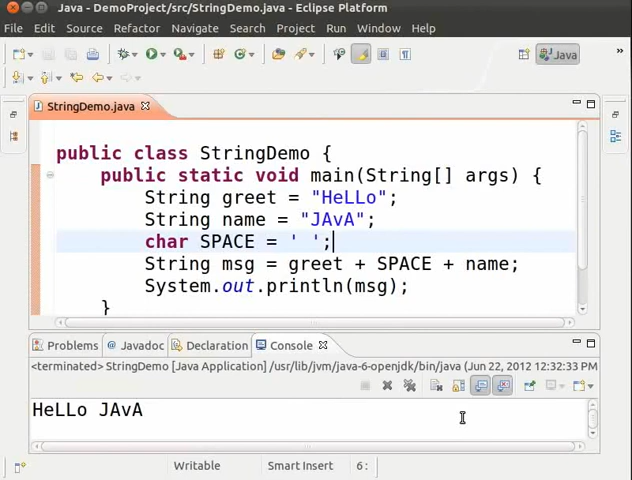 Java - DemoProject/src/StringDemo.java - Eclipse Platform
File Edit Source Refactor Navigate Search Project Run Window Help
Java
StringDemo.java
public class StringDemo {
public static void main(String[] args) {
String greet = "HeLLo";
String name = "JAvA";
char SPACE = ' ';
String msg = greet + SPACE + name;
System.out.println(msg);
}
Problems @ Javadoc Declaration Console
<terminated> StringDemo [Java Application] /usr/lib/jvm/java-6-openjdk/bin/java (Jun 22, 2012 12:32:33 PM
HeLLo JAvA
Writable Smart Insert 6 :